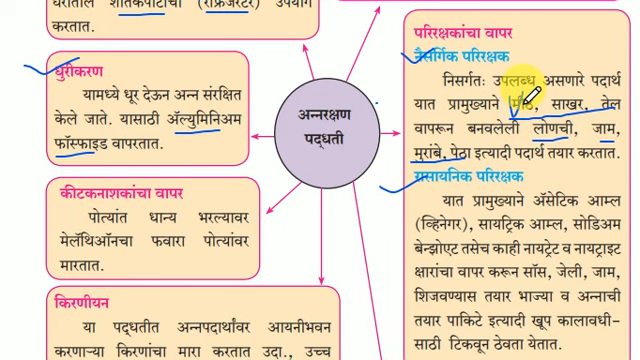 घरातील शीतकपाटाचा (रेफ्रिजरेटर) उपयोग
करतात.
धुरीकरण
यामध्ये धूर देऊन अन्न संरक्षित
केले जाते. यासाठी ॲल्युमिनिअम
फॉस्फाइड वापरतात.
कीटकनाशकांचा वापर
पोत्यांत धान्य भरल्यावर
मेलॅथिऑनचा फवारा पोत्यांवर
मारतात.
किरणीयन
या पद्धतीत अन्नपदार्थांवर आयनीभवन
करणाऱ्या किरणांचा मारा करतात उदा., उच्च
अन्नरक्षण
पद्धती
परिरक्षकांचा वापर
नैसर्गिक परिरक्षक
निसर्गतः उपलब्ध असणारे पदार्थ
यात प्रामुख्याने मीठ, साखर, तेल
वापरून बनवलेली लोणची, जाम,
मुरांबे, पेठा इत्यादी पदार्थ तयार करतात.
रासायनिक परिरक्षक
यात प्रामुख्याने ॲसेटिक आम्ल
(व्हिनेगर), सायट्रिक आम्ल, सोडिअम
बेन्झोएट तसेच काही नायट्रेट व नायट्राइट
क्षारांचा वापर करून सॉस, जेली, जाम,
शिजवण्यास तयार भाज्या व अन्नाची
तयार पाकिटे इत्यादी खूप कालावधी-
साठी टिकवून ठेवता येतात.